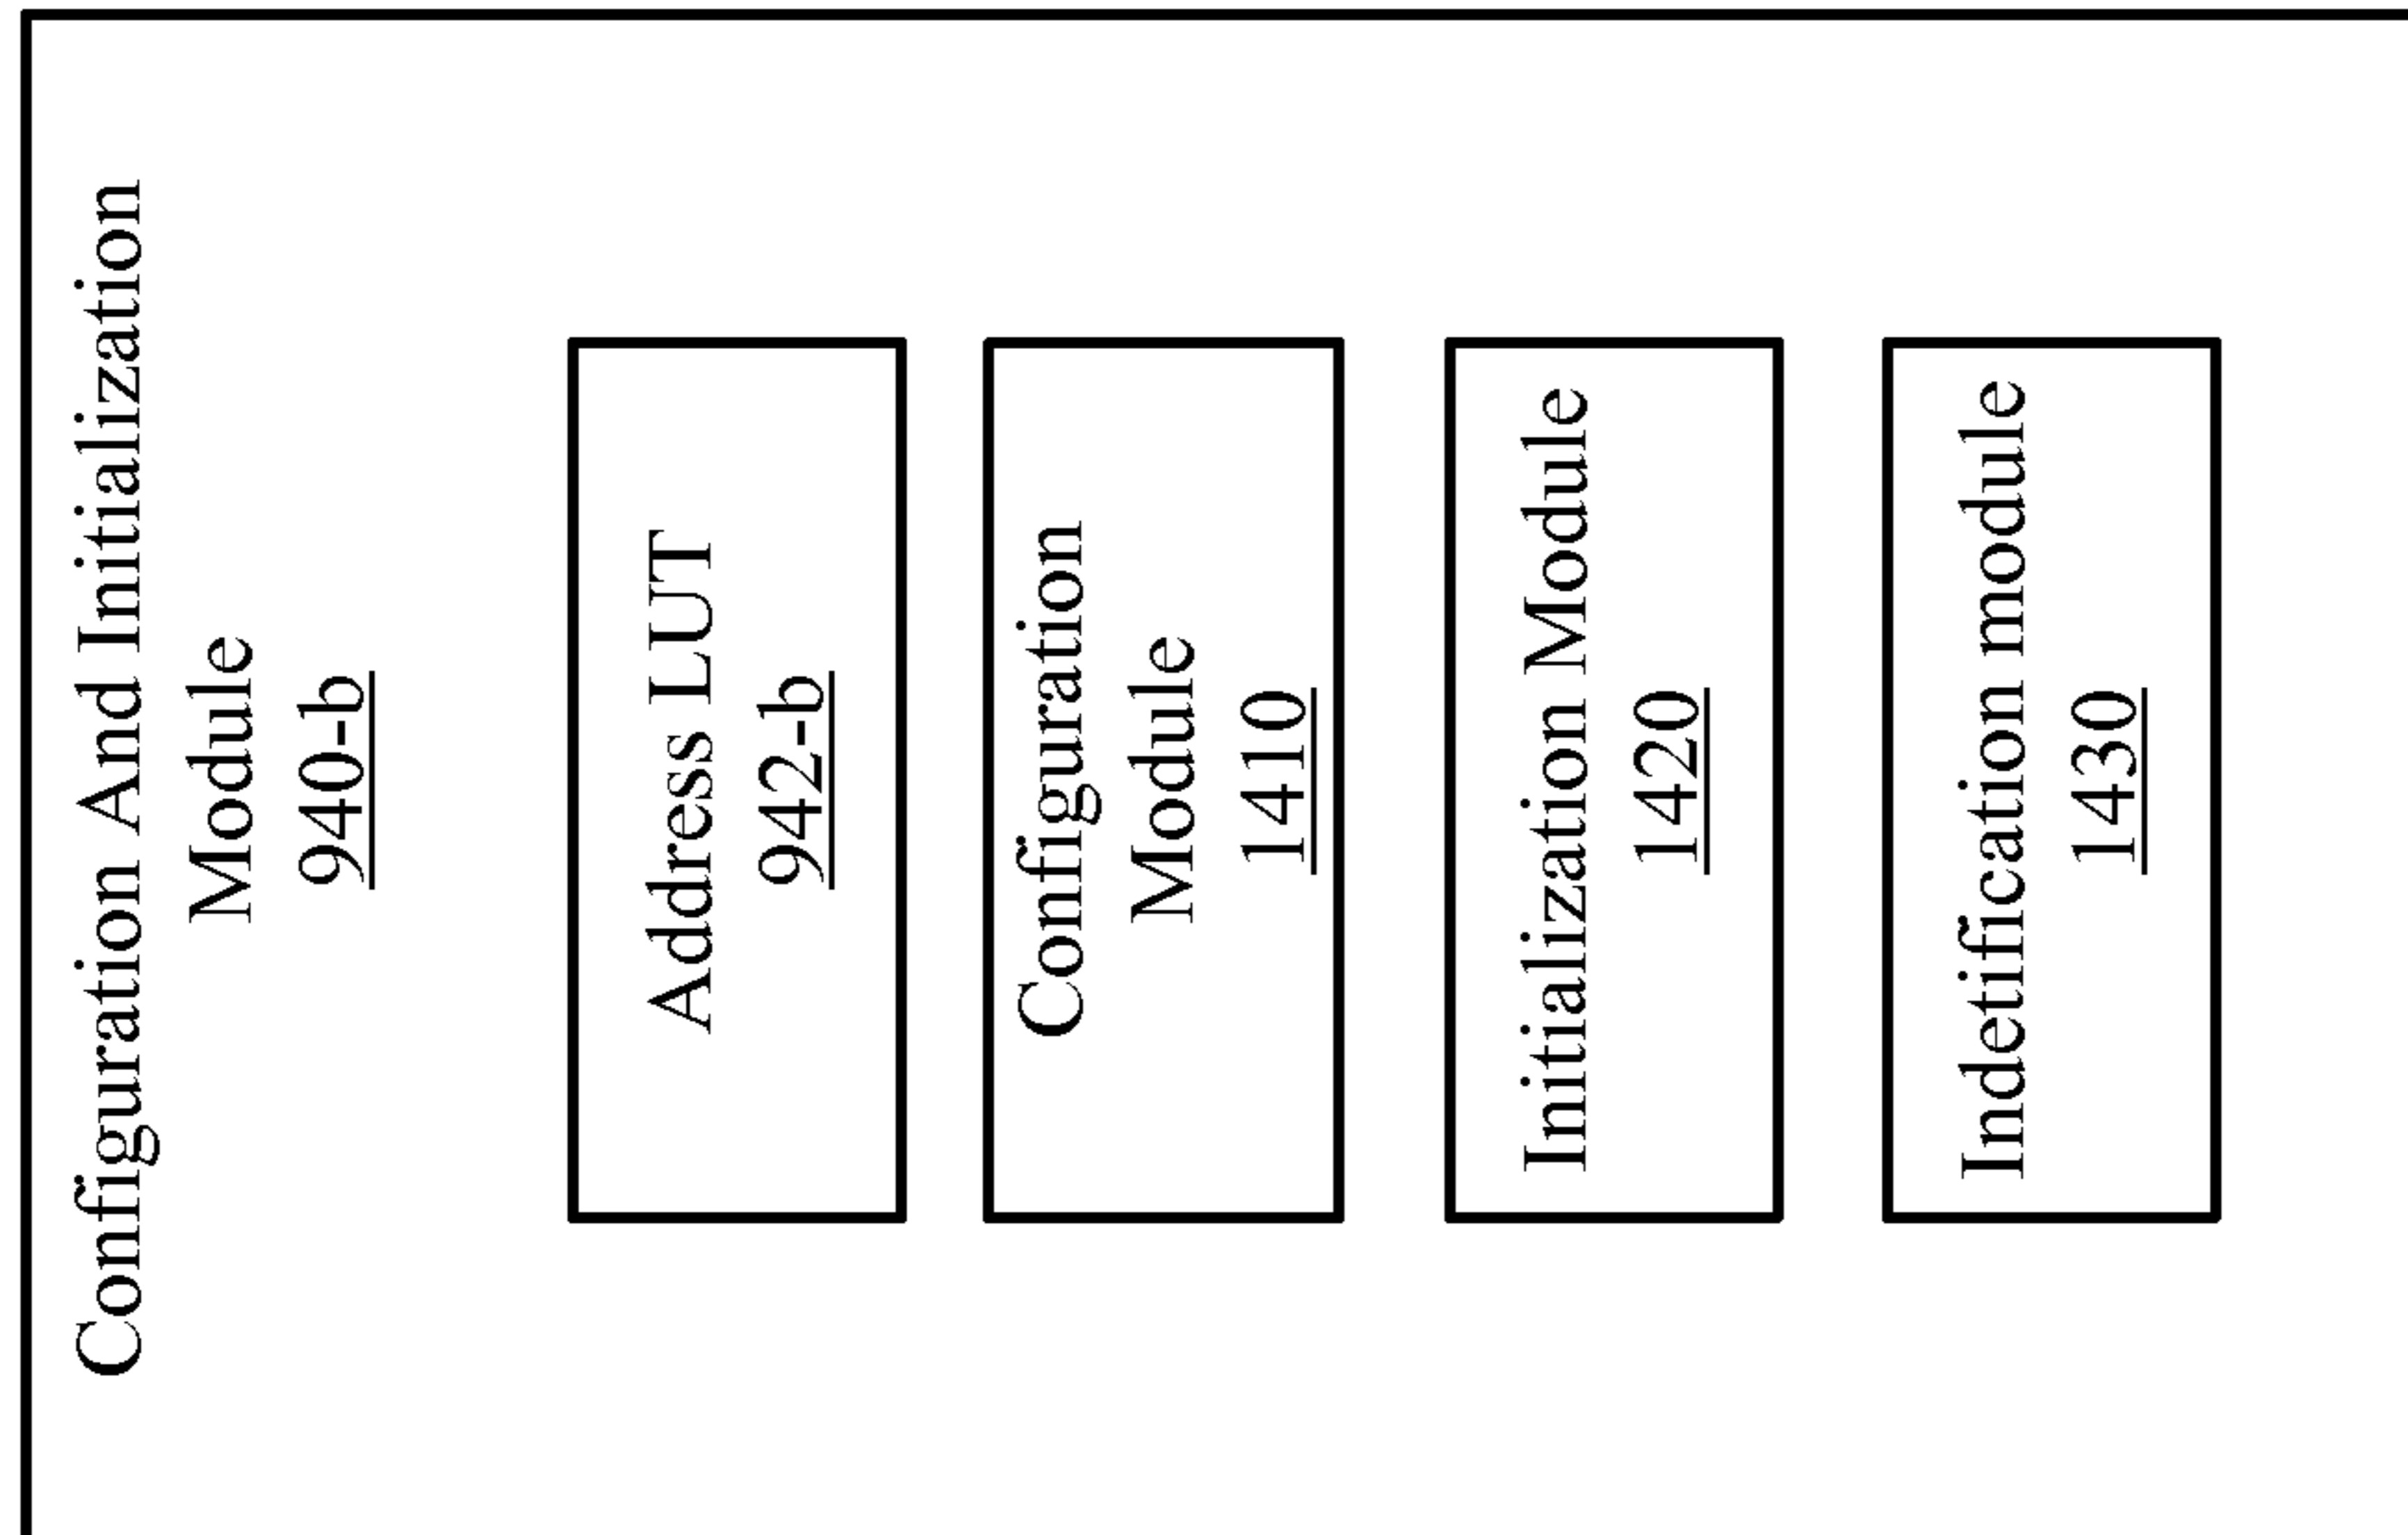 Configuration And Initialization
Module
940-b
Address LUT
942-b
Configuration
Module
1410
Initialization Module
1420
Indetification module
1430